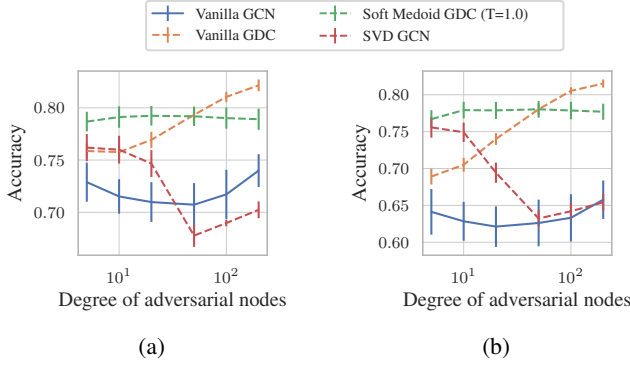 Vanilla GCN
Vanilla GDC
Soft Medoid GDC (T=1.0)
SVD GCN
Accuracy
0.80
0.75
0.70
10¹
10²
Degree of adversarial nodes
(a)
Accuracy
0.80
0.75
0.70
0.65
0.60
10¹
10²
Degree of adversarial nodes
(b)